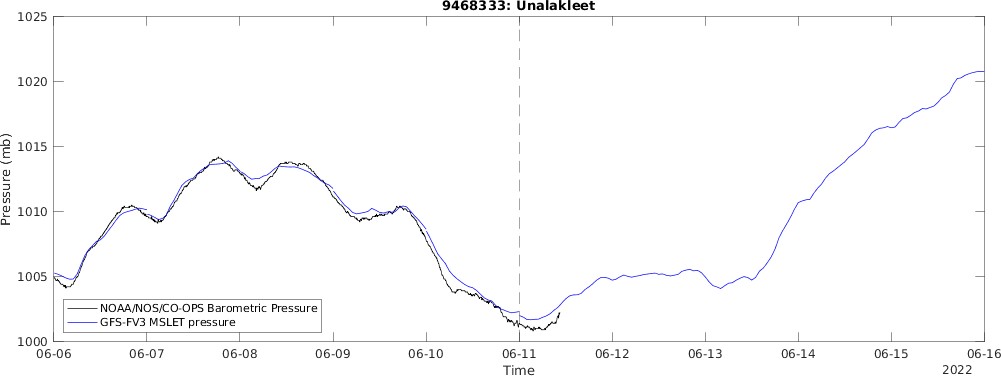 9468333: Unalakleet
1025
1020
1015
1010
1005
1000
Pressure (mb)
NOAA/NOS/CO-OPS Barometric Pressure
GFS-FV3 MSLET pressure
06-06 06-07 06-08 06-09 06-10 06-11 06-12 06-13 06-14 06-15 06-16
Time
2022